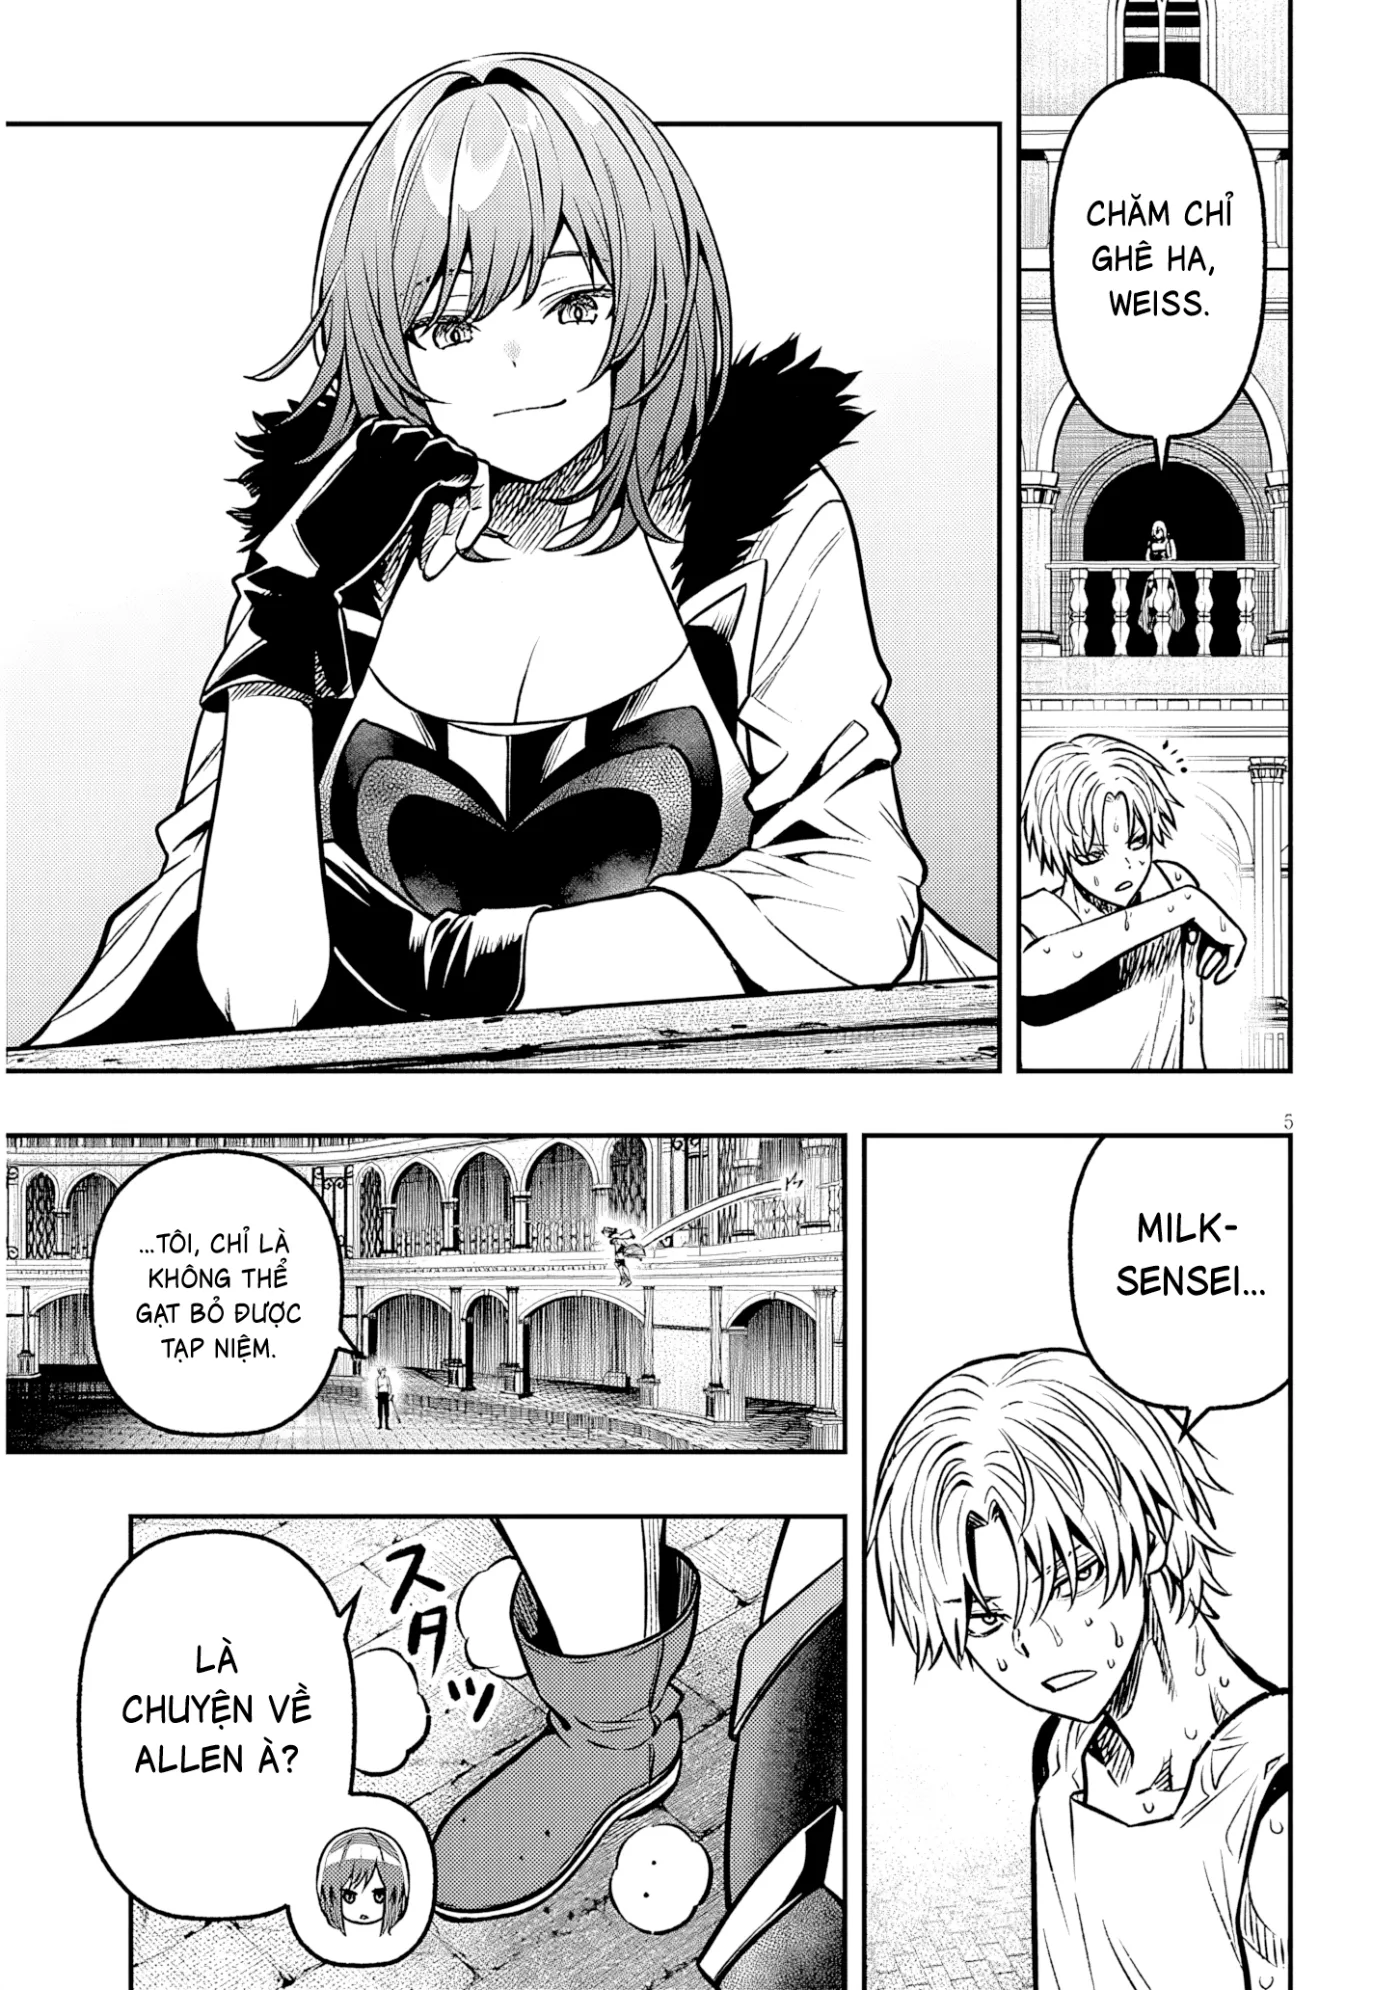 CHĂM CHỈ
GHÊ HA,
WEISS.
5
MILK-
SENSEI...
...TÔI, CHỈ LÀ
KHÔNG THỂ
GẠT BỎ ĐƯỢC
TẠP NIỆM.
スタッ
LÀ
CHUYỆN VỀ
ALLEN À?